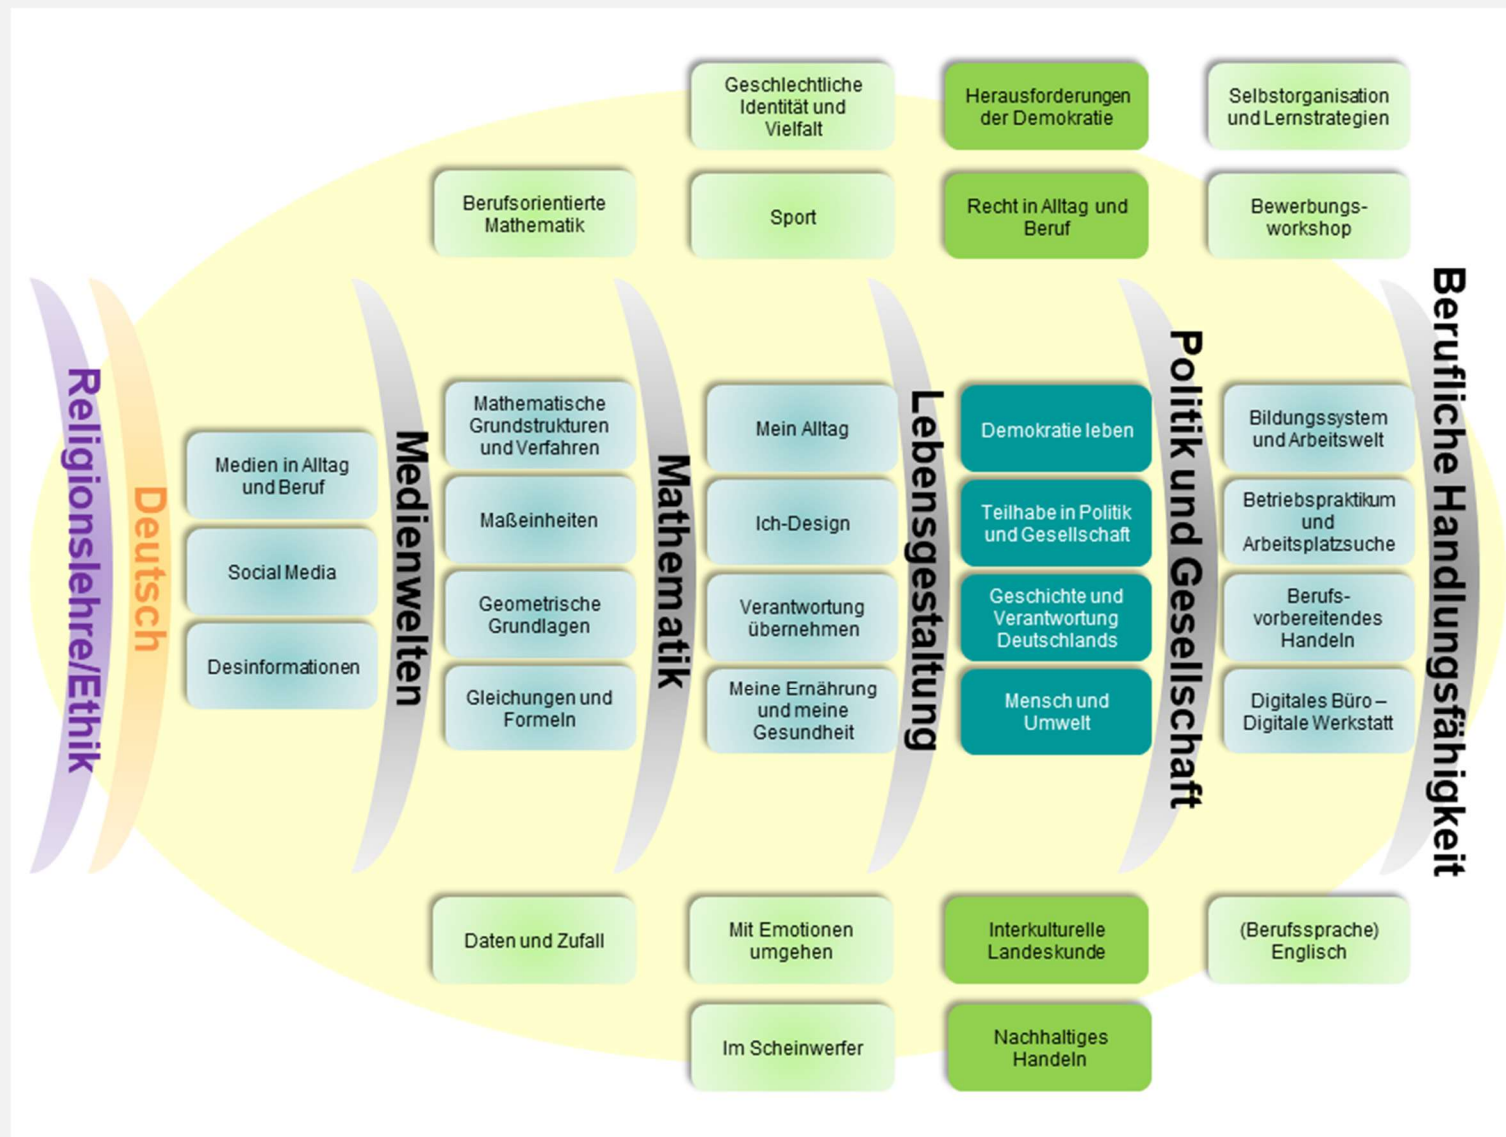 Geschlechtliche
Identität und
Vielfalt
Herausforderungen
der Demokratie
Selbstorganisation
und Lernstrategien
Berufsorientierte
Mathematik
Sport
Recht in Alltag und
Beruf
Bewerbungs-
workshop
Religionslehre/Ethik
Deutsch
Medien in Alltag
und Beruf
Social Media
Desinformationen
Medienwelten
Mathematische
Grundstrukturen
und Verfahren
Maßeinheiten
Geometrische
Grundlagen
Gleichungen und
Formeln
Mathematik
Mein Alltag
Ich-Design
Verantwortung
übernehmen
Meine Ernährung
und meine
Gesundheit
Lebensgestaltung
Demokratie leben
Teilhabe in Politik
und Gesellschaft
Geschichte und
Verantwortung
Deutschlands
Mensch und
Umwelt
Politik und Gesellschaft
Bildungssystem
und Arbeitswelt
Betriebspraktikum
und
Arbeitsplatzsuche
Berufs-
vorbereitendes
Handeln
Digitales Büro –
Digitale Werkstatt
Berufliche Handlungsfähigkeit
Daten und Zufall
Mit Emotionen
umgehen
Interkulturelle
Landeskunde
(Berufssprache)
Englisch
Im Scheinwerfer
Nachhaltiges
Handeln